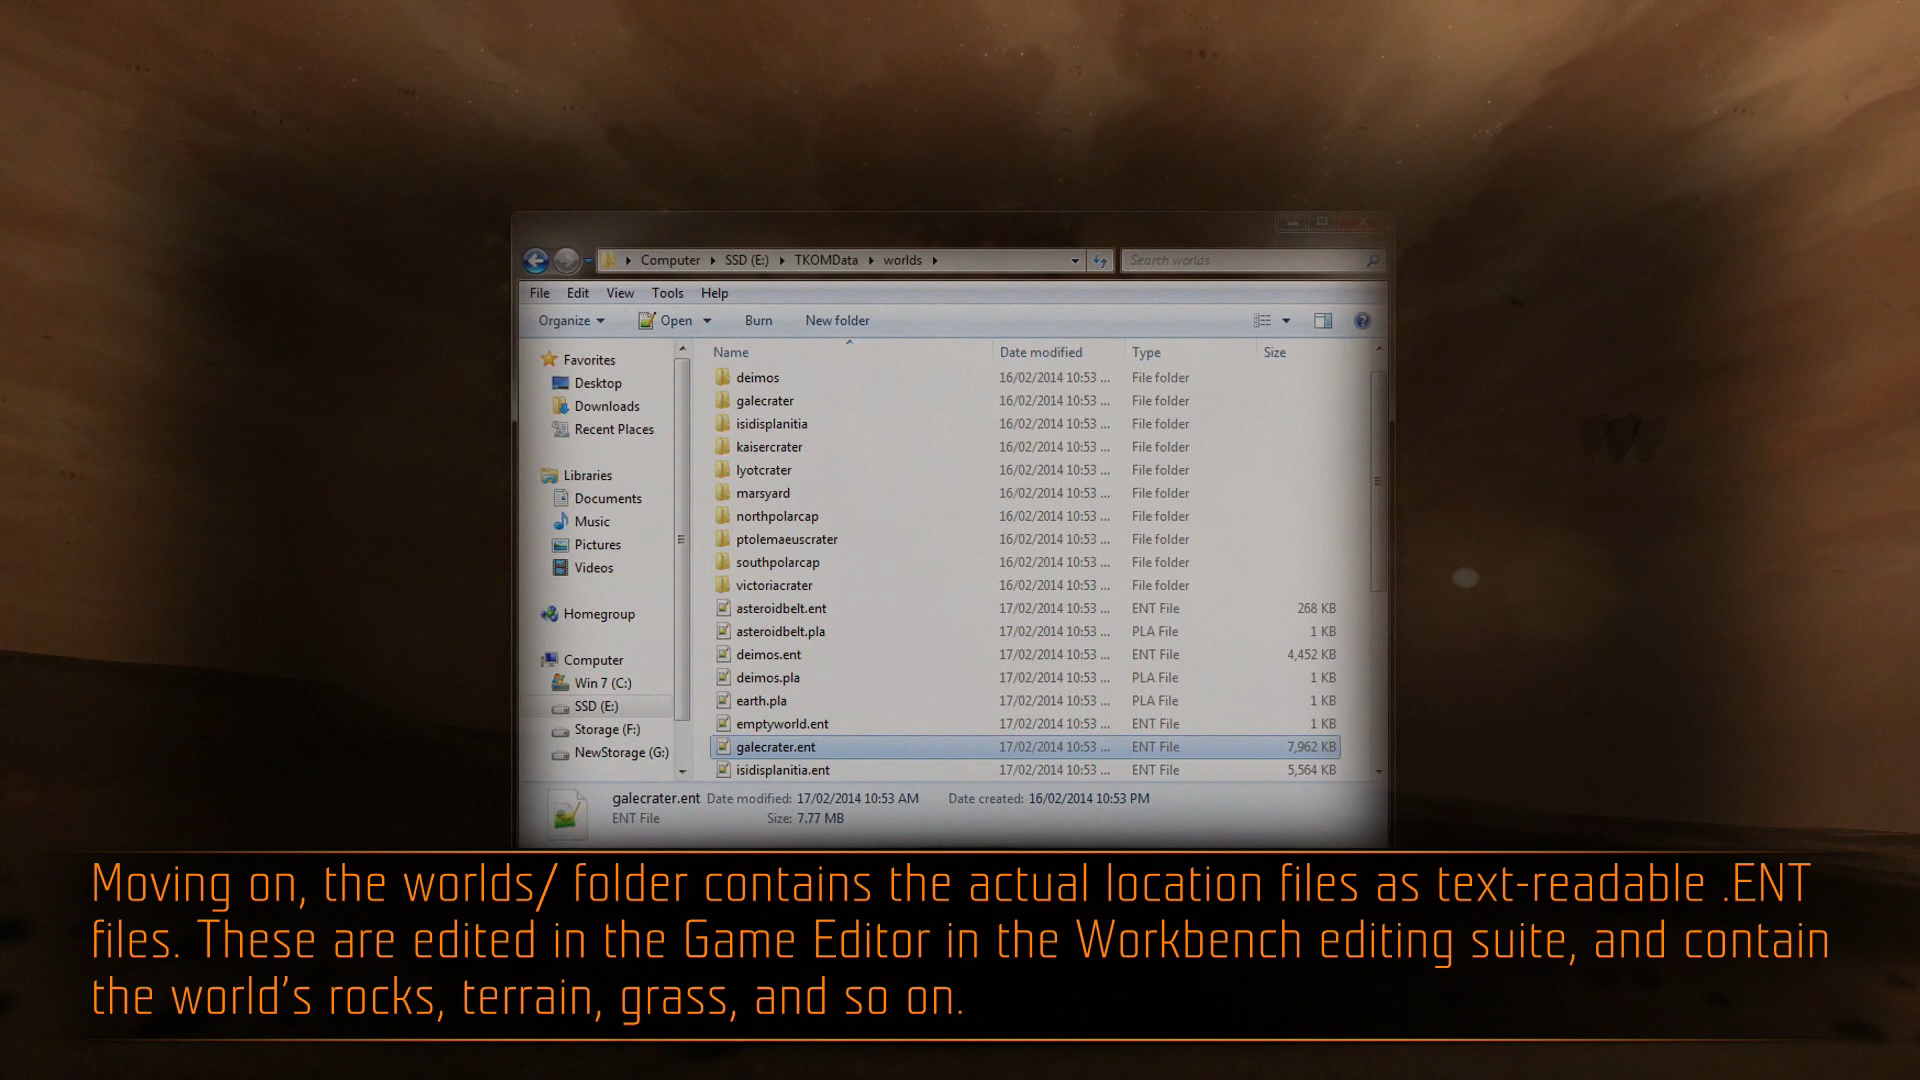 Computer SSD (E:) TKOMData worlds Search worlds
File Edit View Tools Help
Organize Open Burn New folder
Favorites
Desktop
Downloads
Recent Places
Libraries
Documents
Music
Pictures
Videos
Homegroup
Computer
Win 7 (C:)
SSD (E:)
Storage (F:)
NewStorage (G:)
Name Date modified Type Size
deimos 16/02/2014 10:53 ... File folder
galecrater 16/02/2014 10:53 ... File folder
isidisplanitia 16/02/2014 10:53 ... File folder
kaisercrater 16/02/2014 10:53 ... File folder
lyotcrater 16/02/2014 10:53 ... File folder
marsyard 16/02/2014 10:53 ... File folder
northpolarcap 16/02/2014 10:53 ... File folder
ptolemaeuscrater 16/02/2014 10:53 ... File folder
southpolarcap 16/02/2014 10:53 ... File folder
victoriacrater 16/02/2014 10:53 ... File folder
asteroidbelt.ent 17/02/2014 10:53 ... ENT File 268 KB
asteroidbelt.pla 17/02/2014 10:53 ... PLA File 1 KB
deimos.ent 17/02/2014 10:53 ... ENT File 4,452 KB
deimos.pla 17/02/2014 10:53 ... PLA File 1 KB
earth.pla 17/02/2014 10:53 ... PLA File 1 KB
emptyworld.ent 17/02/2014 10:53 ... ENT File 1 KB
galecrater.ent 17/02/2014 10:53 ... ENT File 7,962 KB
isidisplanitia.ent 17/02/2014 10:53 ... ENT File 5,564 KB
galecrater.ent Date modified: 17/02/2014 10:53 AM Date created: 16/02/2014 10:53 PM
ENT File Size: 7.77 MB
Moving on, the worlds/ folder contains the actual location files as text-readable .ENT
files. These are edited in the Game Editor in the Workbench editing suite, and contain
the world's rocks, terrain, grass, and so on.